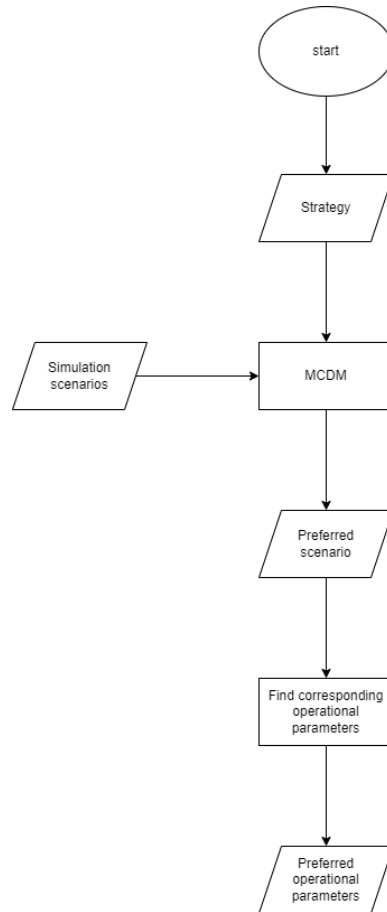 start
Strategy
Simulation
scenarios
MCDM
Preferred
scenario
Find corresponding
operational
parameters
Preferred
operational
parameters